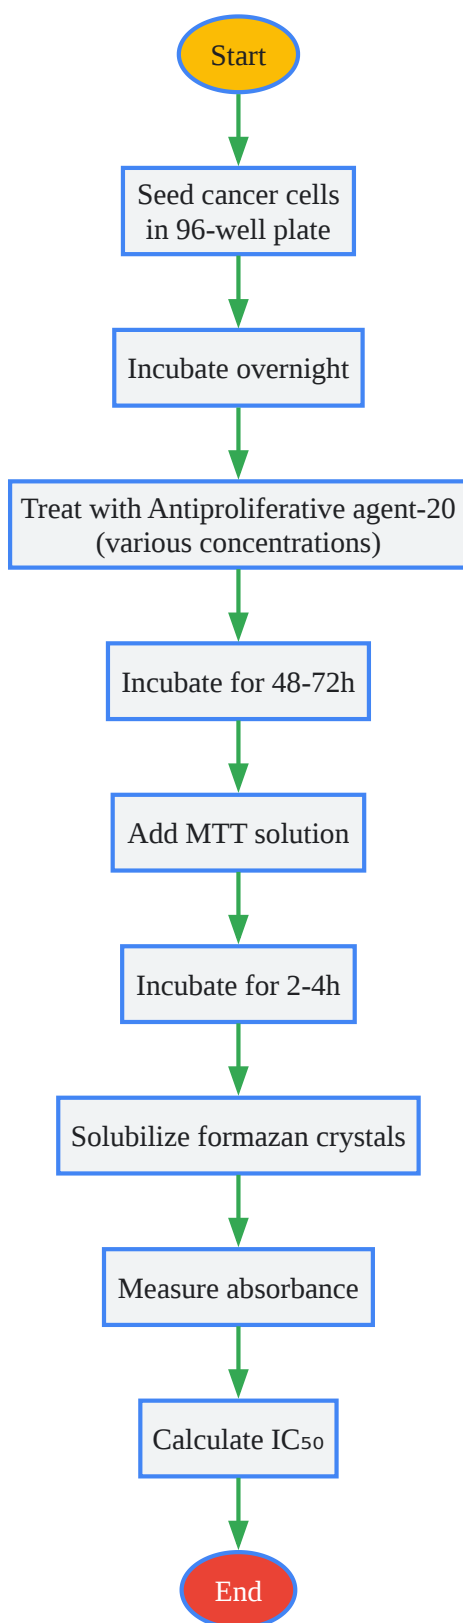 Start
Seed cancer cells
in 96-well plate
Incubate overnight
Treat with Antiproliferative agent-20
(various concentrations)
Incubate for 48-72h
Add MTT solution
Incubate for 2-4h
Solubilize formazan crystals
Measure absorbance
Calculate IC₅₀
End